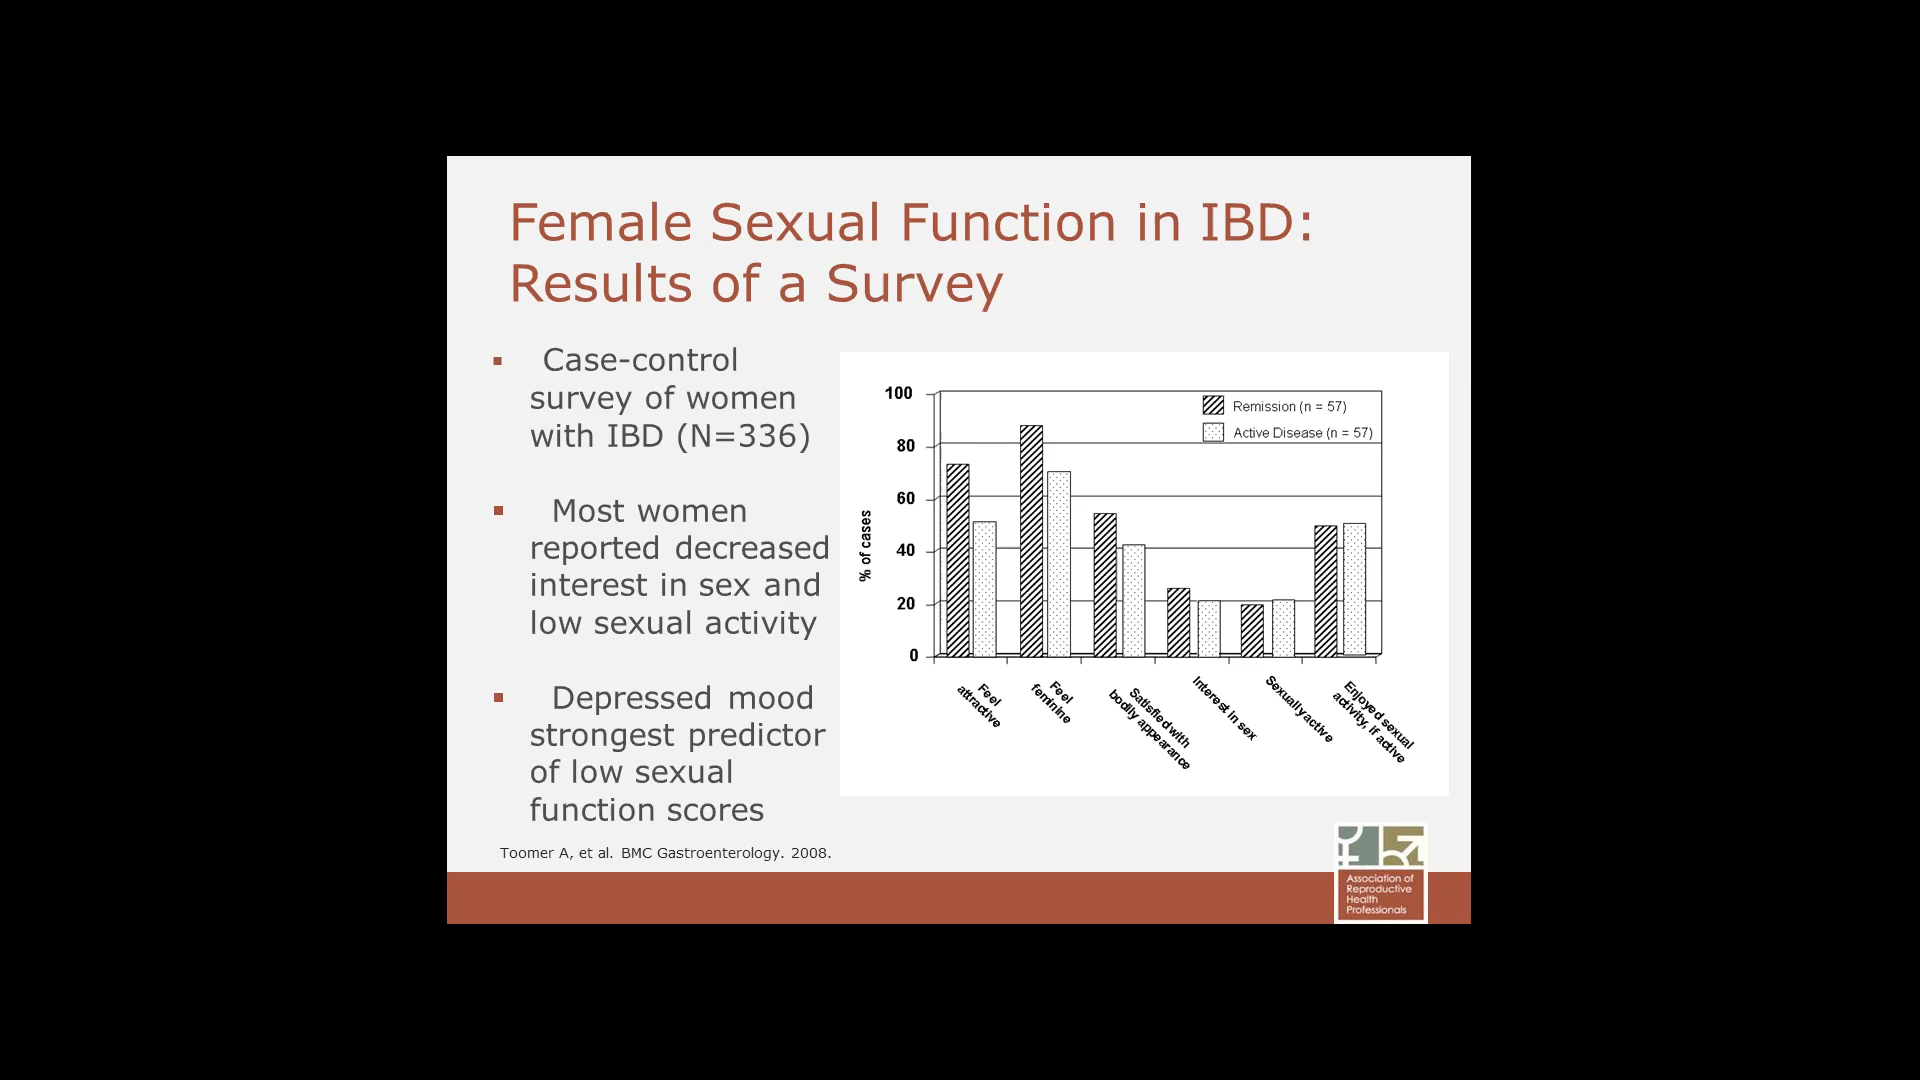 Female Sexual Function in IBD:
Results of a Survey
▪ Case-control
survey of women
with IBD (N=336)
▪ Most women
reported decreased
interest in sex and
low sexual activity
▪ Depressed mood
strongest predictor
of low sexual
function scores
Toomer A, et al. BMC Gastroenterology. 2008.
% of cases
100
80
60
40
20
0
Remission (n = 57)
Active Disease (n = 57)
Feel
attractive
Feel
feminine
Satisfied with
bodily appearance
Interest in sex
Sexually active
Enjoyed sexual
activity, if active
Association of
Reproductive
Health
Professionals